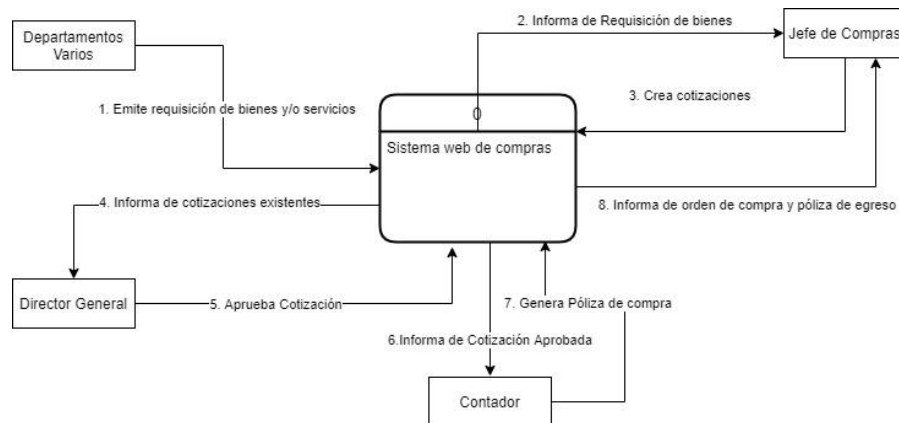 Departamentos
Varios
2. Informa de Requisición de bienes
Jefe de Compras
1. Emite requisición de bienes y/o servicios
3. Crea cotizaciones
0
Sistema web de compras
4. Informa de cotizaciones existentes
8. Informa de orden de compra y póliza de egreso
Director General
5. Aprueba Cotización
7. Genera Póliza de compra
6.Informa de Cotización Aprobada
Contador